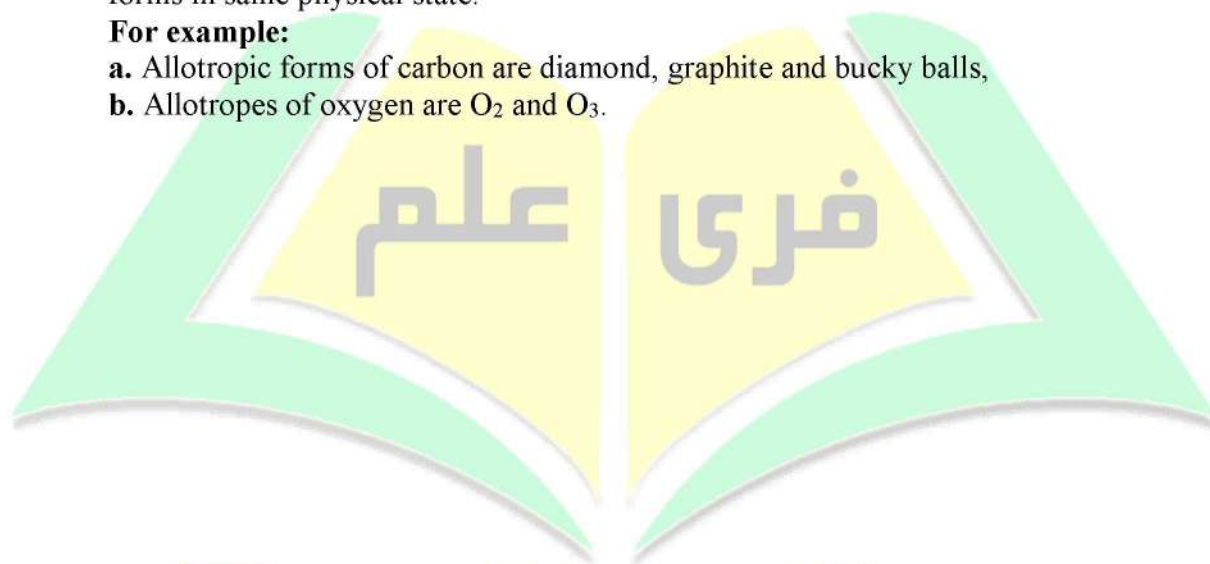 forms in same physical state.
For example:
a. Allotropic forms of carbon are diamond, graphite and bucky balls,
b. Allotropes of oxygen are O₂ and O₃.
فری علم